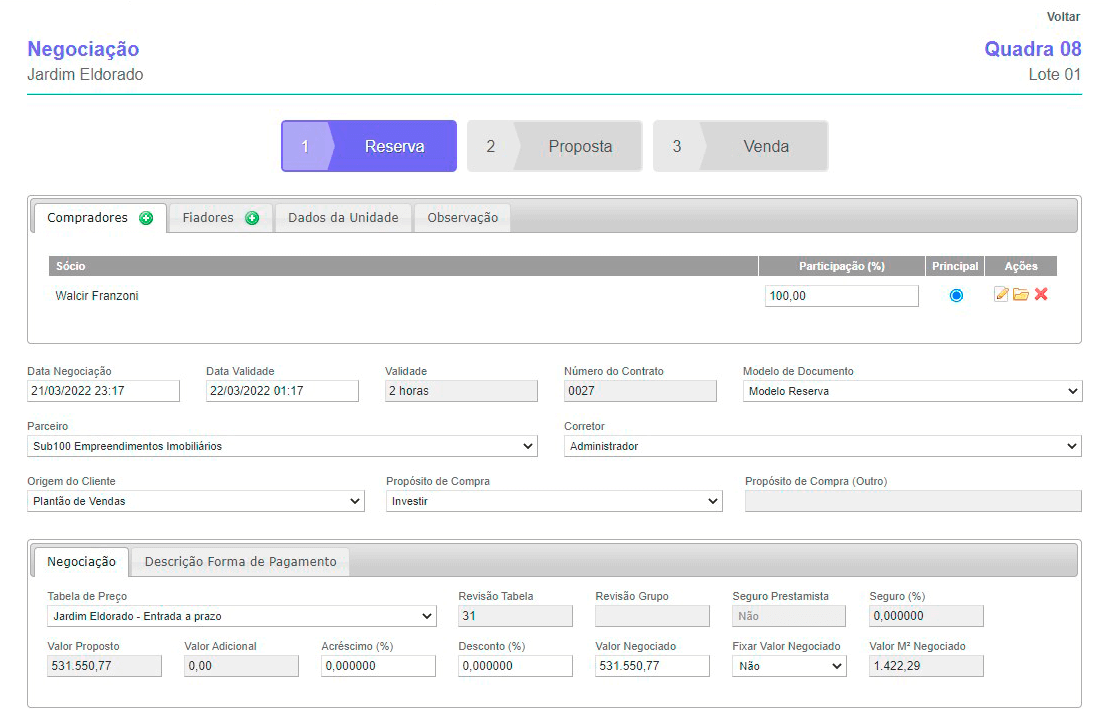 Voltar
Negociação Quadra 08
Jardim Eldorado Lote 01
1 Reserva 2 Proposta 3 Venda
Compradores Fiadores Dados da Unidade Observação
Sócio Participação (%) Principal Ações
Walcir Franzoni 100,00
Data Negociação Data Validade Validade Número do Contrato Modelo de Documento
21/03/2022 23:17 22/03/2022 01:17 2 horas 0027 Modelo Reserva
Parceiro Corretor
Sub100 Empreendimentos Imobiliários Administrador
Origem do Cliente Propósito de Compra Propósito de Compra (Outro)
Plantão de Vendas Investir
Negociação Descrição Forma de Pagamento
Tabela de Preço Revisão Tabela Revisão Grupo Seguro Prestamista Seguro (%)
Jardim Eldorado - Entrada a prazo 31 Não 0,000000
Valor Proposto Valor Adicional Acréscimo (%) Desconto (%) Valor Negociado Fixar Valor Negociado Valor M² Negociado
531.550,77 0,00 0,000000 0,000000 531.550,77 Não 1.422,29